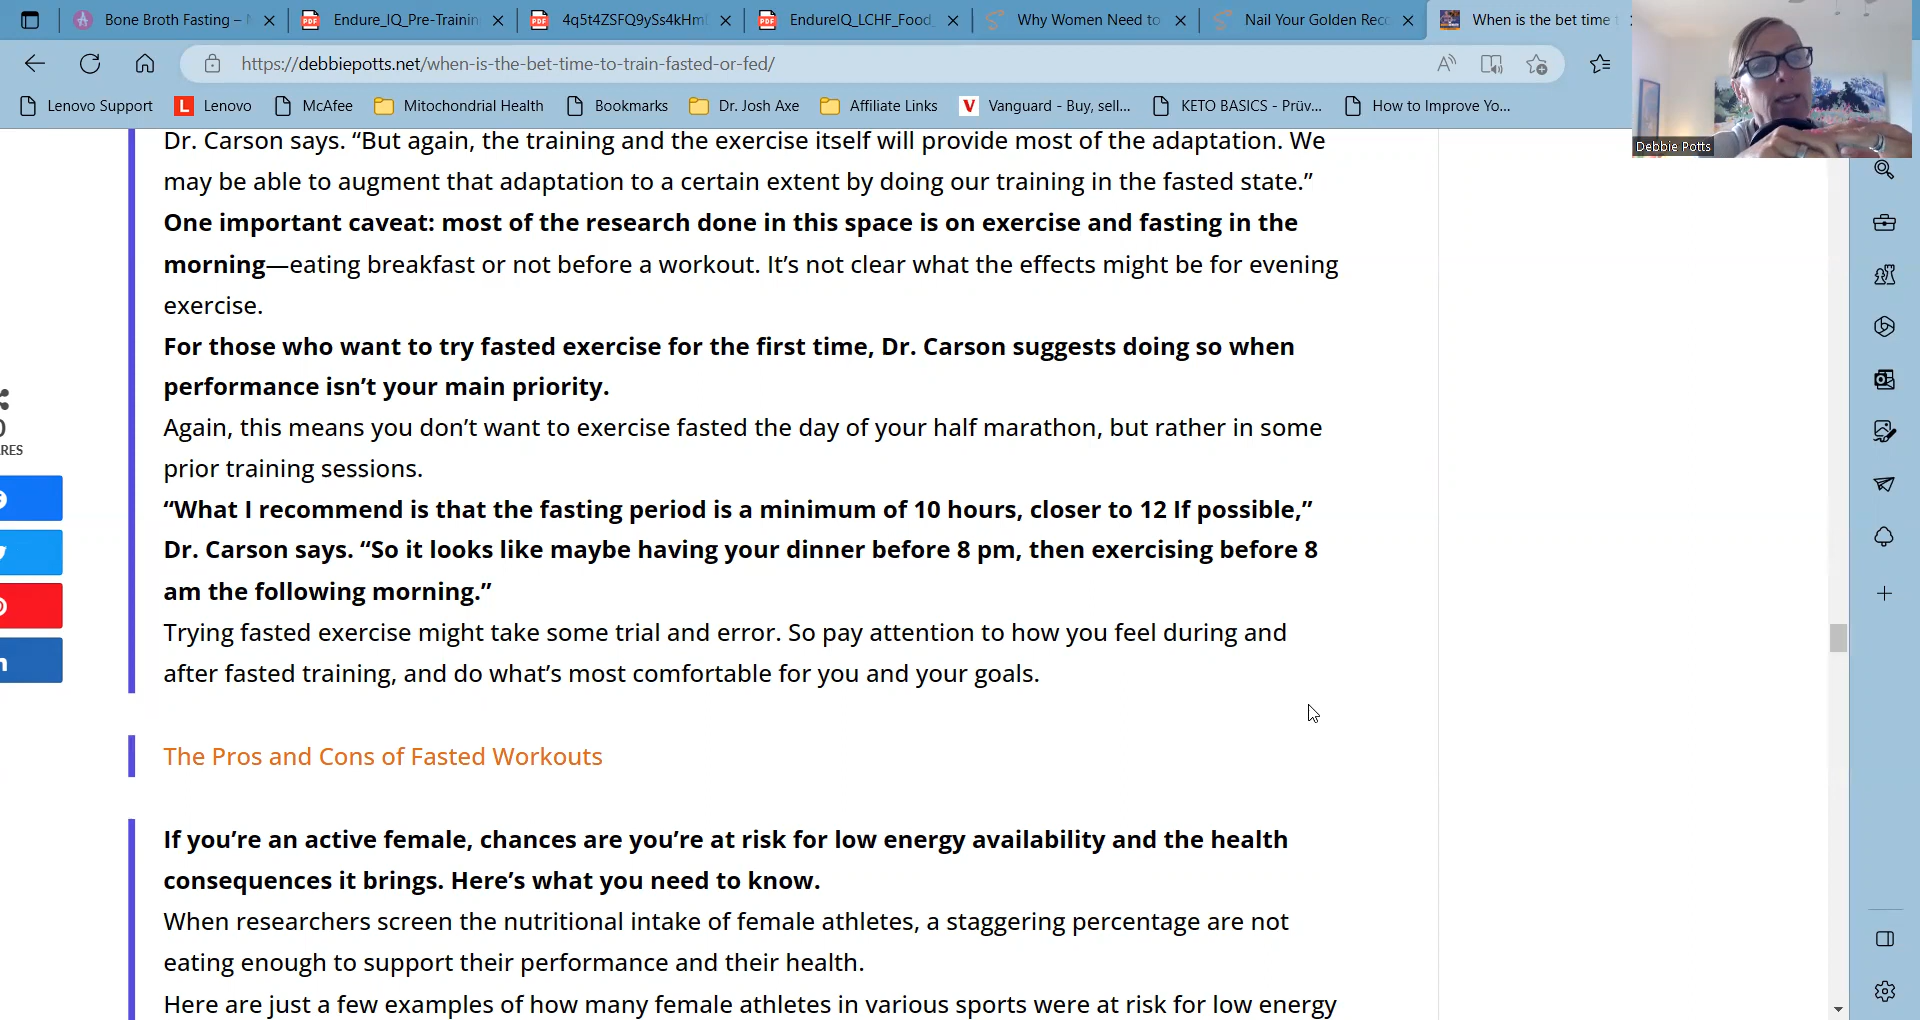 Bone Broth Fasting –
Endure_IQ_Pre-Trainin
4q5t4ZSFQ9ySs4kHm
EndureIQ_LCHF_Food_
Why Women Need to
Nail Your Golden Rec
When is the bet time
https://debbiepotts.net/when-is-the-bet-time-to-train-fasted-or-fed/
Lenovo Support
L Lenovo
McAfee
Mitochondrial Health
Bookmarks
Dr. Josh Axe
Affiliate Links
V Vanguard - Buy, sell...
KETO BASICS - Prüv...
How to Improve Yo...
Debbie Potts
Dr. Carson says. “But again, the training and the exercise itself will provide most of the adaptation. We
may be able to augment that adaptation to a certain extent by doing our training in the fasted state.”
One important caveat: most of the research done in this space is on exercise and fasting in the
morning—eating breakfast or not before a workout. It’s not clear what the effects might be for evening
exercise.
For those who want to try fasted exercise for the first time, Dr. Carson suggests doing so when
performance isn’t your main priority.
Again, this means you don’t want to exercise fasted the day of your half marathon, but rather in some
prior training sessions.
“What I recommend is that the fasting period is a minimum of 10 hours, closer to 12 If possible,”
Dr. Carson says. “So it looks like maybe having your dinner before 8 pm, then exercising before 8
am the following morning.”
Trying fasted exercise might take some trial and error. So pay attention to how you feel during and
after fasted training, and do what’s most comfortable for you and your goals.
The Pros and Cons of Fasted Workouts
If you’re an active female, chances are you’re at risk for low energy availability and the health
consequences it brings. Here’s what you need to know.
When researchers screen the nutritional intake of female athletes, a staggering percentage are not
eating enough to support their performance and their health.
Here are just a few examples of how many female athletes in various sports were at risk for low energy
0
RES